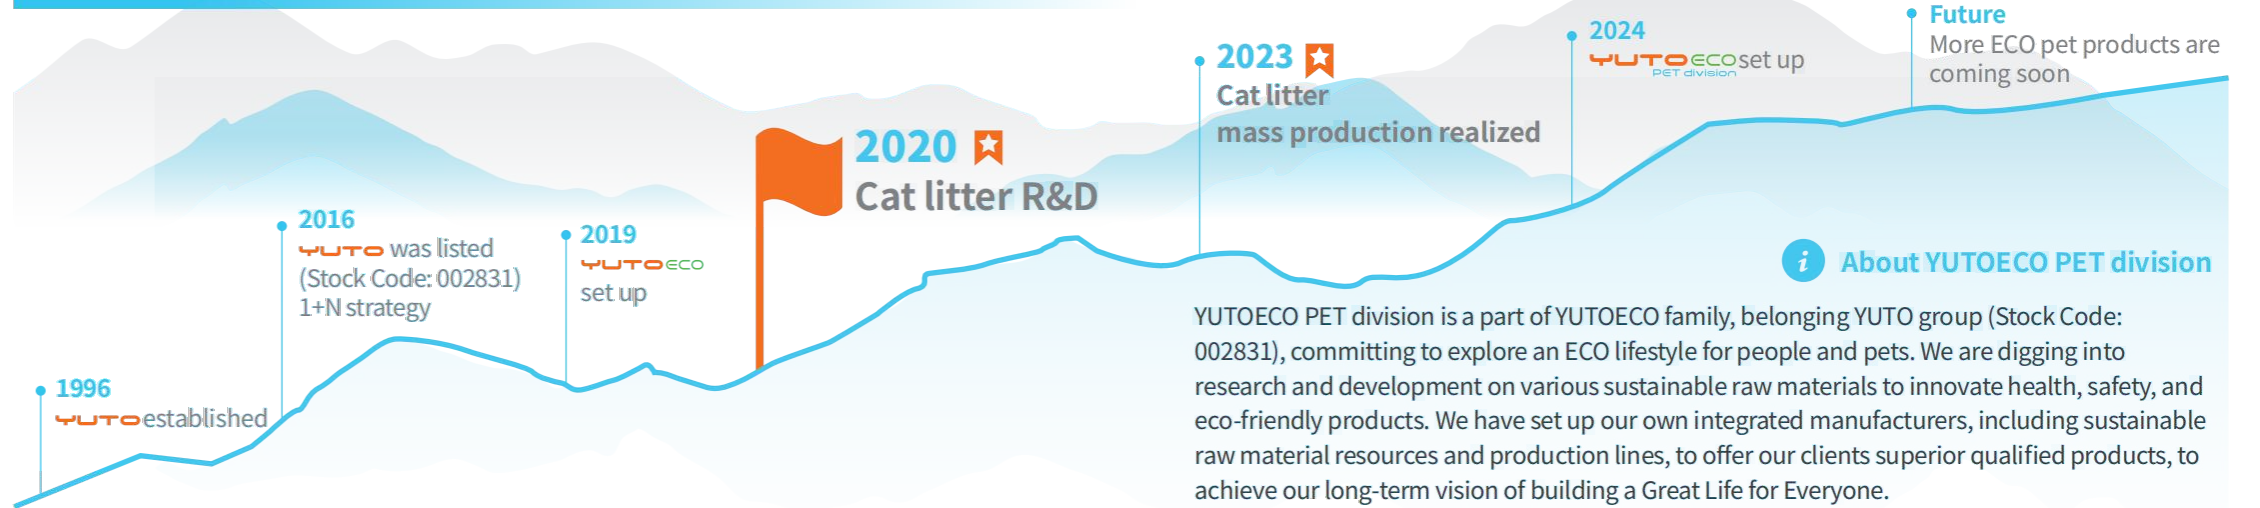 1996
YUTO established
2016
YUTO was listed
(Stock Code: 002831)
1+N strategy
2019
YUTOECO
set up
2020
Cat litter R&D
2023
Cat litter
mass production realized
2024
YUTOECO set up
PET division
Future
More ECO pet products are
coming soon
i About YUTOECO PET division
YUTOECO PET division is a part of YUTOECO family, belonging YUTO group (Stock Code:
002831), committing to explore an ECO lifestyle for people and pets. We are digging into
research and development on various sustainable raw materials to innovate health, safety, and
eco-friendly products. We have set up our own integrated manufacturers, including sustainable
raw material resources and production lines, to offer our clients superior qualified products, to
achieve our long-term vision of building a Great Life for Everyone.